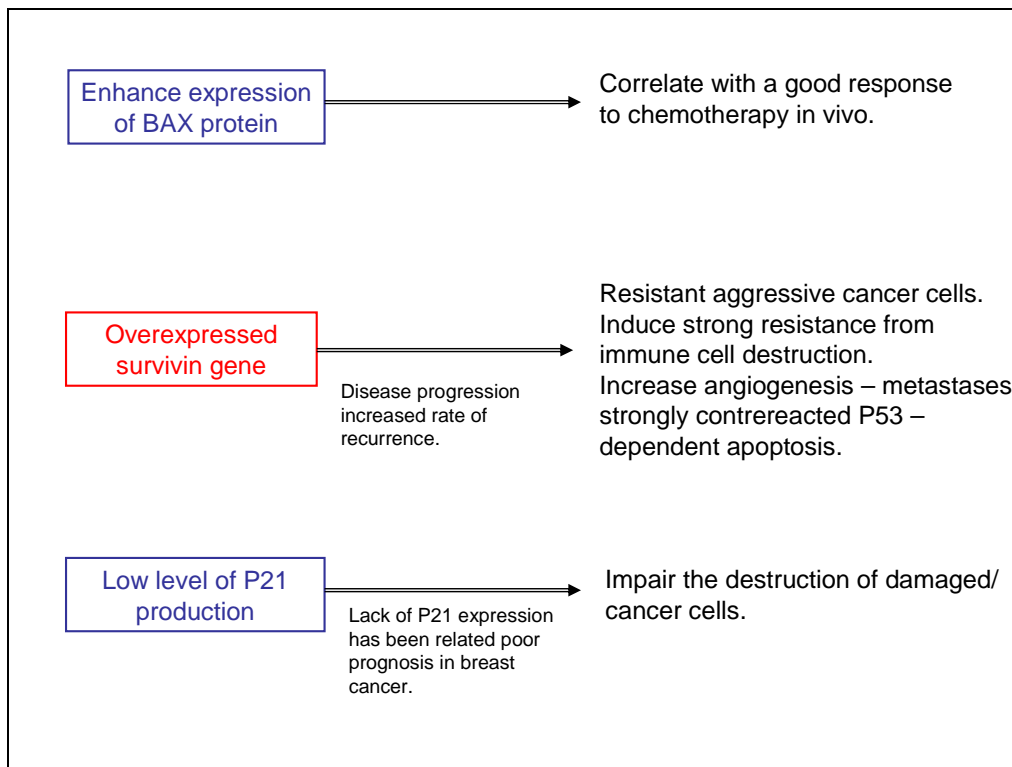 Enhance expression
of BAX protein
Correlate with a good response
to chemotherapy in vivo.
Overexpressed
survivin gene
Disease progression
increased rate of
recurrence.
Resistant aggressive cancer cells.
Induce strong resistance from
immune cell destruction.
Increase angiogenesis – metastases
strongly contrereacted P53 –
dependent apoptosis.
Low level of P21
production
Lack of P21 expression
has been related poor
prognosis in breast
cancer.
Impair the destruction of damaged/
cancer cells.